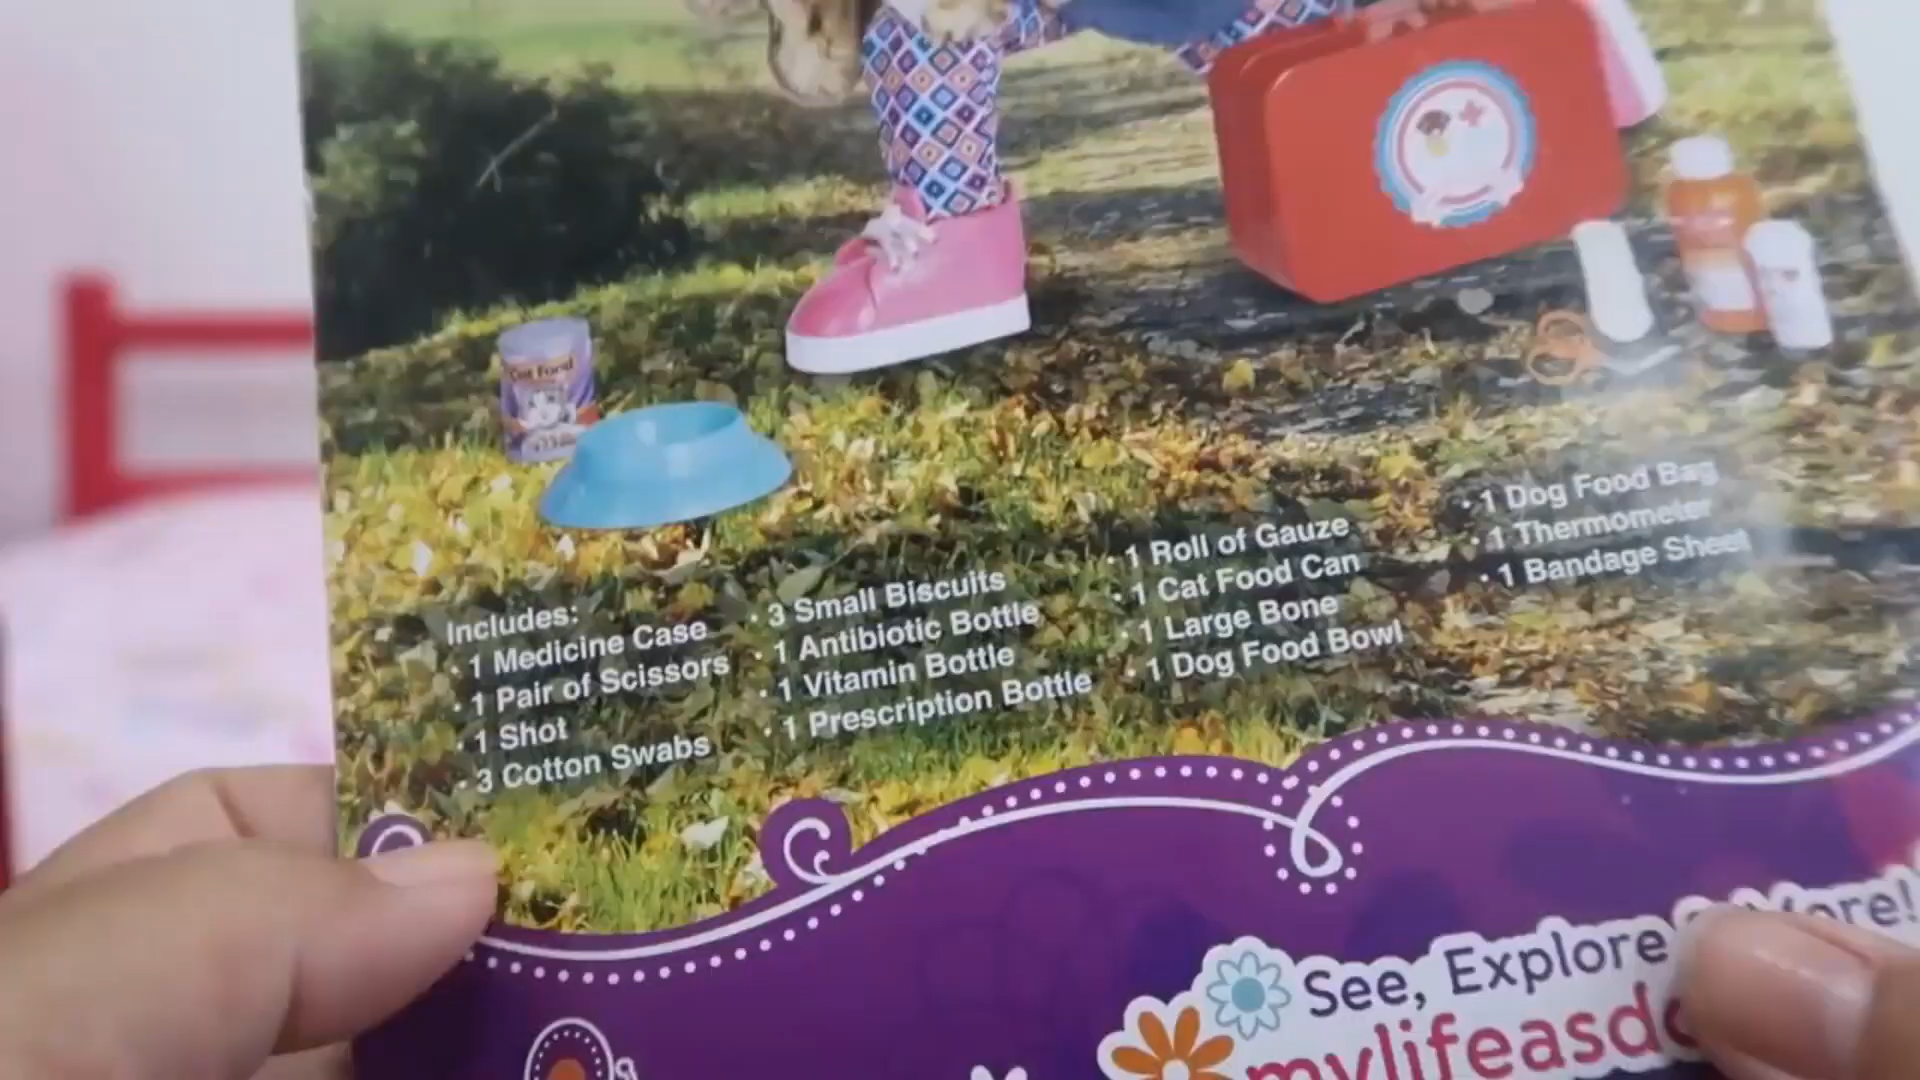 Cat Food
Includes:
· 1 Medicine Case
· 1 Pair of Scissors
· 1 Shot
· 3 Cotton Swabs
· 3 Small Biscuits
· 1 Antibiotic Bottle
· 1 Vitamin Bottle
· 1 Prescription Bottle
· 1 Roll of Gauze
· 1 Cat Food Can
· 1 Large Bone
· 1 Dog Food Bowl
· 1 Dog Food Bag
· 1 Thermometer
· 1 Bandage Sheet
See, Explore
mylifeasdo